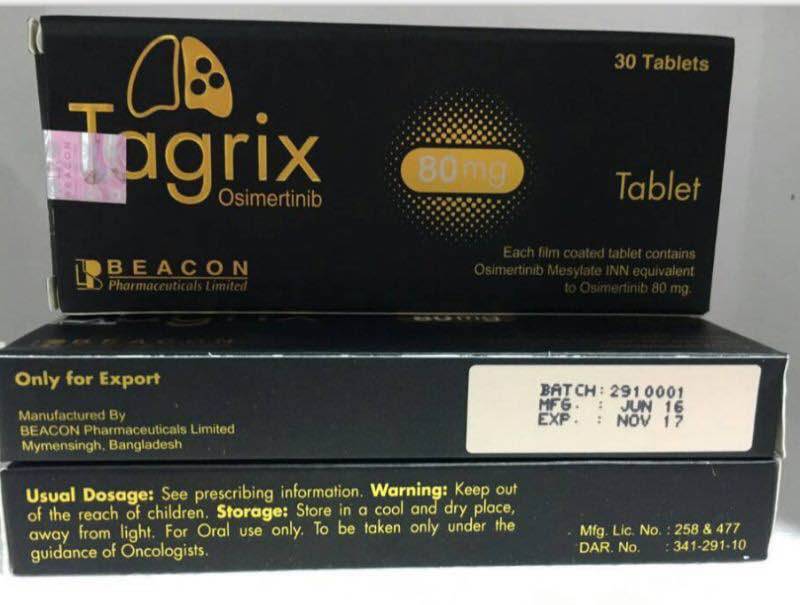 30 Tablets
Tagrix
Osimertinib
80mg
Tablet
BEACON
BEACON
Pharmaceuticals Limited
Each film coated tablet contains
Osimertinib Mesylate INN equivalent
to Osimertinib 80 mg.
Only for Export
Manufactured By
BEACON Pharmaceuticals Limited
Mymensingh, Bangladesh
BATCH: 2910001
MFG. : JUN 16
EXP. : NOV 17
Usual Dosage: See prescribing information. Warning: Keep out
of the reach of children. Storage: Store in a cool and dry place,
away from light. For Oral use only. To be taken only under the
guidance of Oncologists.
Mfg. Lic. No. : 258 & 477
DAR. No. : 341-291-10